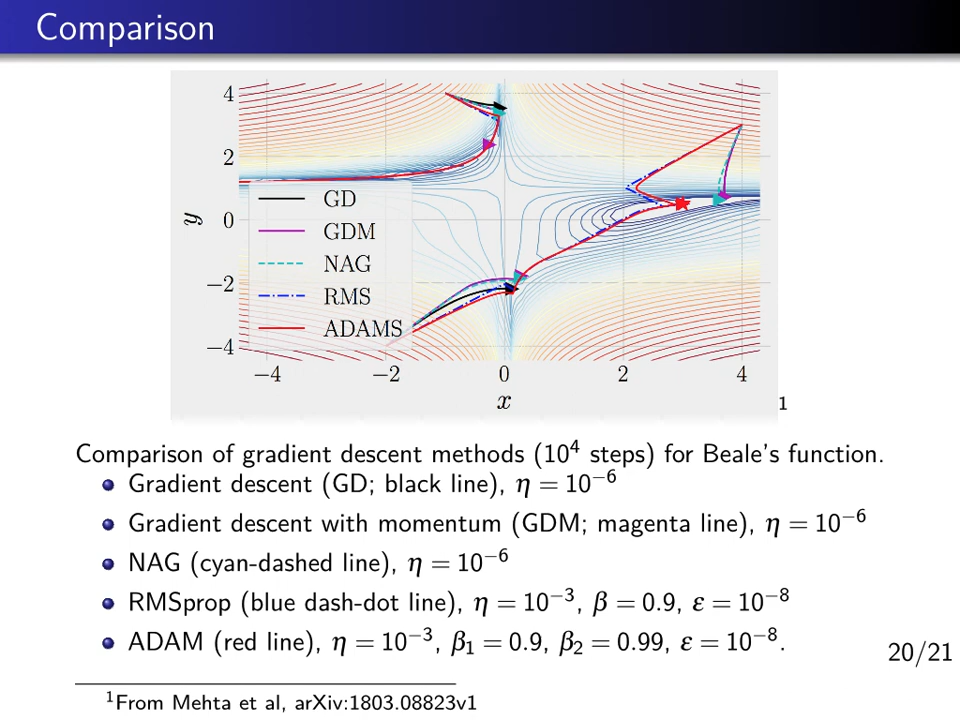 Comparison
4
2
0
−2
−4
y
GD
GDM
NAG
RMS
ADAMS
−4 −2 0 2 4
x
1
Comparison of gradient descent methods (10⁴ steps) for Beale's function.
Gradient descent (GD; black line), η = 10⁻⁶
Gradient descent with momentum (GDM; magenta line), η = 10⁻⁶
NAG (cyan-dashed line), η = 10⁻⁶
RMSprop (blue dash-dot line), η = 10⁻³, β = 0.9, ε = 10⁻⁸
ADAM (red line), η = 10⁻³, β₁ = 0.9, β₂ = 0.99, ε = 10⁻⁸.
20/21
¹From Mehta et al, arXiv:1803.08823v1